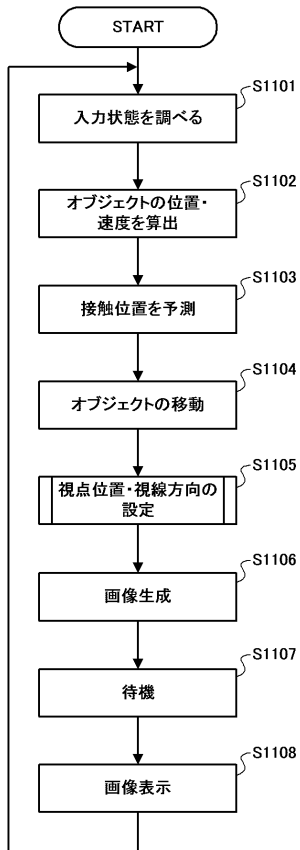 START
S1101
入力状態を調べる
S1102
オブジェクトの位置・
速度を算出
S1103
接触位置を予測
S1104
オブジェクトの移動
S1105
視点位置・視線方向の
設定
S1106
画像生成
S1107
待機
S1108
画像表示